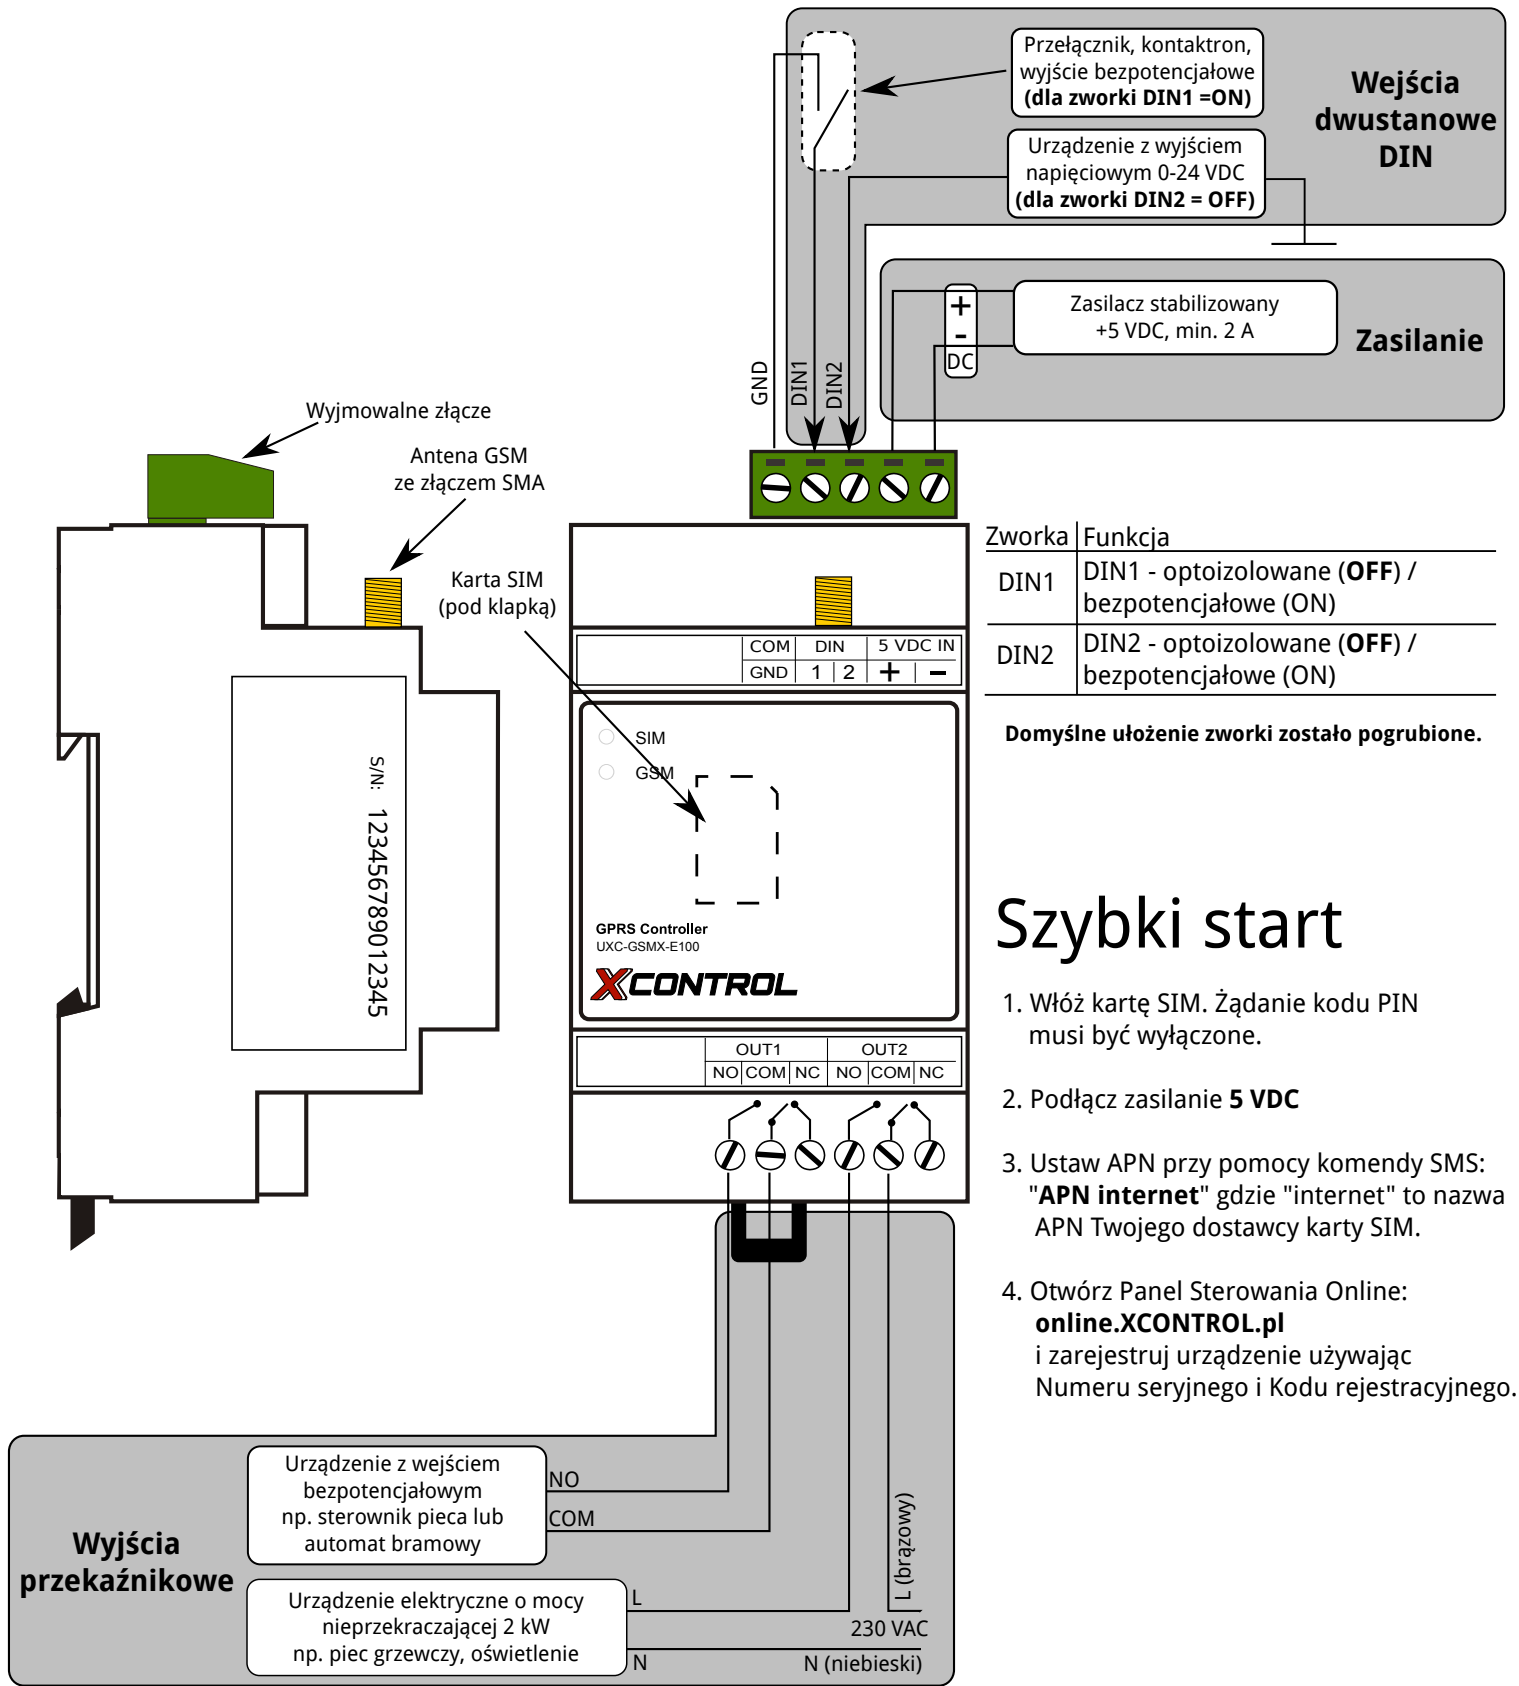 Przełącznik, kontaktron,
wyjście bezpotencjałowe
(dla zworki DIN1 =ON)
Wejścia
dwustanowe
DIN
Urządzenie z wyjściem
napięciowym 0-24 VDC
(dla zworki DIN2 = OFF)
+
-
DC
Zasilacz stabilizowany
+5 VDC, min. 2 A
Zasilanie
GND
DIN1
DIN2
Wyjmowalne złącze
Antena GSM
ze złączem SMA
Karta SIM
(pod klapką)
Zworka Funkcja
DIN1
DIN1 - optoizolowane (OFF) /
bezpotencjałowe (ON)
DIN2
DIN2 - optoizolowane (OFF) /
bezpotencjałowe (ON)
Domyślne ułożenie zworki zostało pogrubione.
COM DIN 5 VDC IN
GND 1 2 + -
SIM
GSM
S/N: 123456789012345
GPRS Controller
UXC-GSMX-E100
XCONTROL
OUT1 OUT2
NO COM NC NO COM NC
Szybki start
1. Włóż kartę SIM. Żądanie kodu PIN
musi być wyłączone.
2. Podłącz zasilanie 5 VDC
3. Ustaw APN przy pomocy komendy SMS:
"APN internet" gdzie "internet" to nazwa
APN Twojego dostawcy karty SIM.
4. Otwórz Panel Sterowania Online:
online.XCONTROL.pl
i zarejestruj urządzenie używając
Numeru seryjnego i Kodu rejestracyjnego.
Wyjścia
przekaźnikowe
Urządzenie z wejściem
bezpotencjałowym
np. sterownik pieca lub
automat bramowy
NO
COM
Urządzenie elektryczne o mocy
nieprzekraczającej 2 kW
np. piec grzewczy, oświetlenie
L
N
L (brązowy)
230 VAC
N (niebieski)